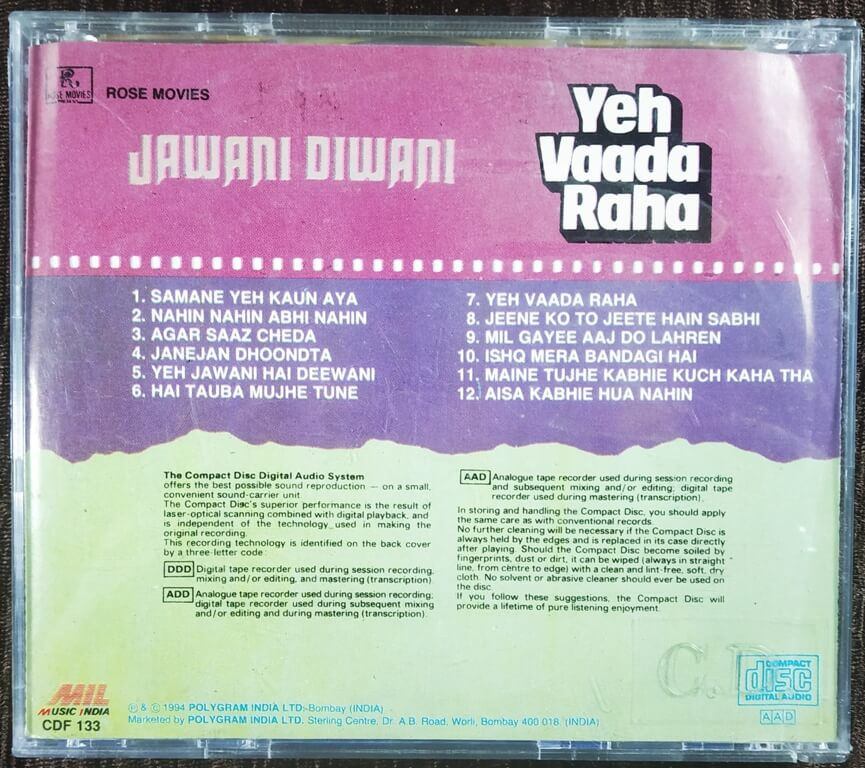 ROSE MOVIES
ROSE MOVIES
JAWANI DIWANI
Yeh
Vaada
Raha
1. SAMANE YEH KAUN AYA
2. NAHIN NAHIN ABHI NAHIN
3. AGAR SAAZ CHEDA
4. JANEJAN DHOONDTA
5. YEH JAWANI HAI DEEWANI
6. HAI TAUBA MUJHE TUNE
7. YEH VAADA RAHA
8. JEENE KO TO JEETE HAIN SABHI
9. MIL GAYEE AAJ DO LAHREN
10. ISHQ MERA BANDAGI HAI
11. MAINE TUJHE KABHIE KUCH KAHA THA
12. AISA KABHIE HUA NAHIN
The Compact Disc Digital Audio System
offers the best possible sound reproduction — on a small,
convenient sound-carrier unit.
The Compact Disc's superior performance is the result of
laser-optical scanning combined with digital playback, and
is independent of the technology used in making the
original recording.
This recording technology is identified on the back cover
by a three-letter code:
DDD Digital tape recorder used during session recording,
mixing and/or editing, and mastering (transcription).
ADD Analogue tape recorder used during session recording;
digital tape recorder used during subsequent mixing
and/or editing and during mastering (transcription).
AAD Analogue tape recorder used during session recording
and subsequent mixing and/or editing; digital tape
recorder used during mastering (transcription).
In storing and handling the Compact Disc, you should apply
the same care as with conventional records.
No further cleaning will be necessary if the Compact Disc is
always held by the edges and is replaced in its case directly
after playing. Should the Compact Disc become soiled by
fingerprints, dust or dirt, it can be wiped (always in straight
line, from centre to edge) with a clean and lint-free, soft, dry
cloth. No solvent or abrasive cleaner should ever be used on
the disc.
If you follow these suggestions, the Compact Disc will
provide a lifetime of pure listening enjoyment.
C.D
COMPACT
disc
DIGITAL AUDIO
AAD
MIL
MUSIC INDIA
CDF 133
℗ & © 1994 POLYGRAM INDIA LTD.-Bombay (INDIA)
Marketed by POLYGRAM INDIA LTD. Sterling Centre, Dr. A.B. Road, Worli, Bombay 400 018. (INDIA)